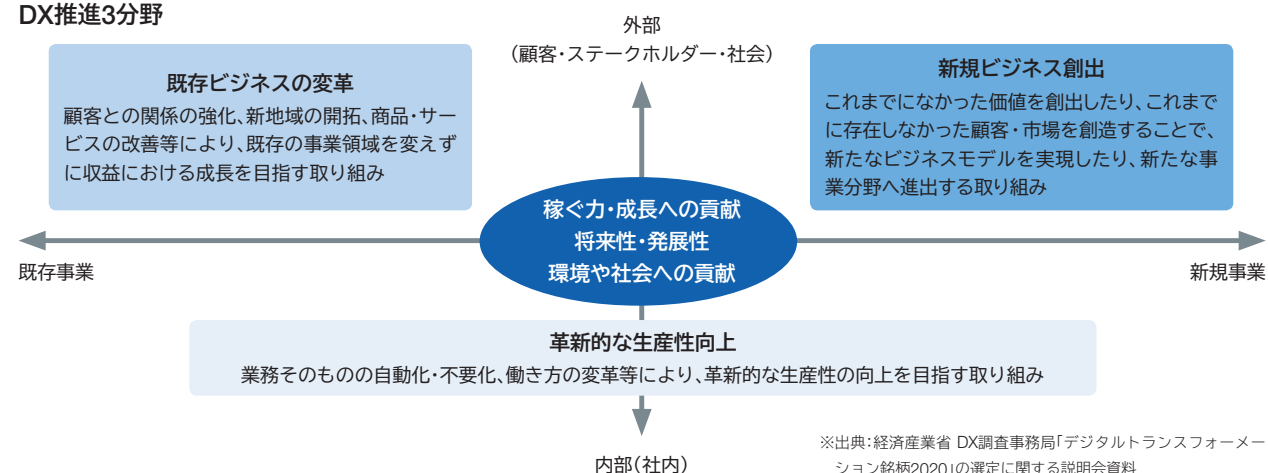 DX推進3分野
外部
（顧客・ステークホルダー・社会）
既存ビジネスの変革
顧客との関係の強化、新地域の開拓、商品・サー
ビスの改善等により、既存の事業領域を変えず
に収益における成長を目指す取り組み
新規ビジネス創出
これまでになかった価値を創出したり、これまで
に存在しなかった顧客・市場を創造することで、
新たなビジネスモデルを実現したり、新たな事
業分野へ進出する取り組み
稼ぐ力・成長への貢献
将来性・発展性
環境や社会への貢献
既存事業
新規事業
革新的な生産性向上
業務そのものの自動化・不要化、働き方の変革等により、革新的な生産性の向上を目指す取り組み
内部（社内）
※出典：経済産業省 DX調査事務局「デジタルトランスフォーメー
ション銘柄2020」の選定に関する説明会資料